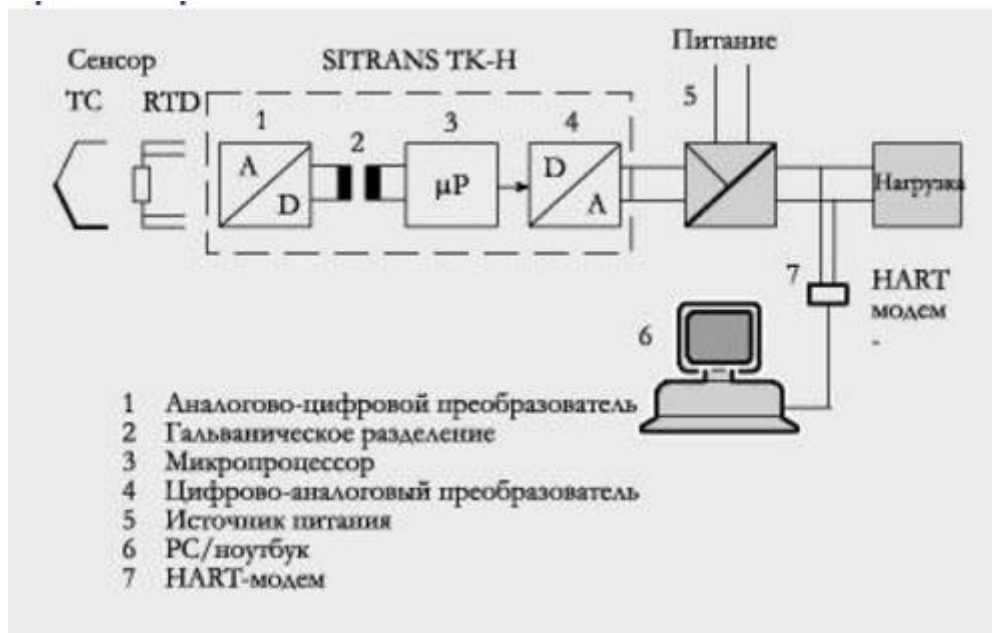 Питание
Сенсор
SITRANS TK-H
TC
RTD
1
2
3
4
5
A
D
μP
D
A
Нагрузка
7
HART
модем
-
6
1 Аналогово-цифровой преобразователь
2 Гальваническое разделение
3 Микропроцессор
4 Цифрово-аналоговый преобразователь
5 Источник питания
6 PC/ноутбук
7 HART-модем